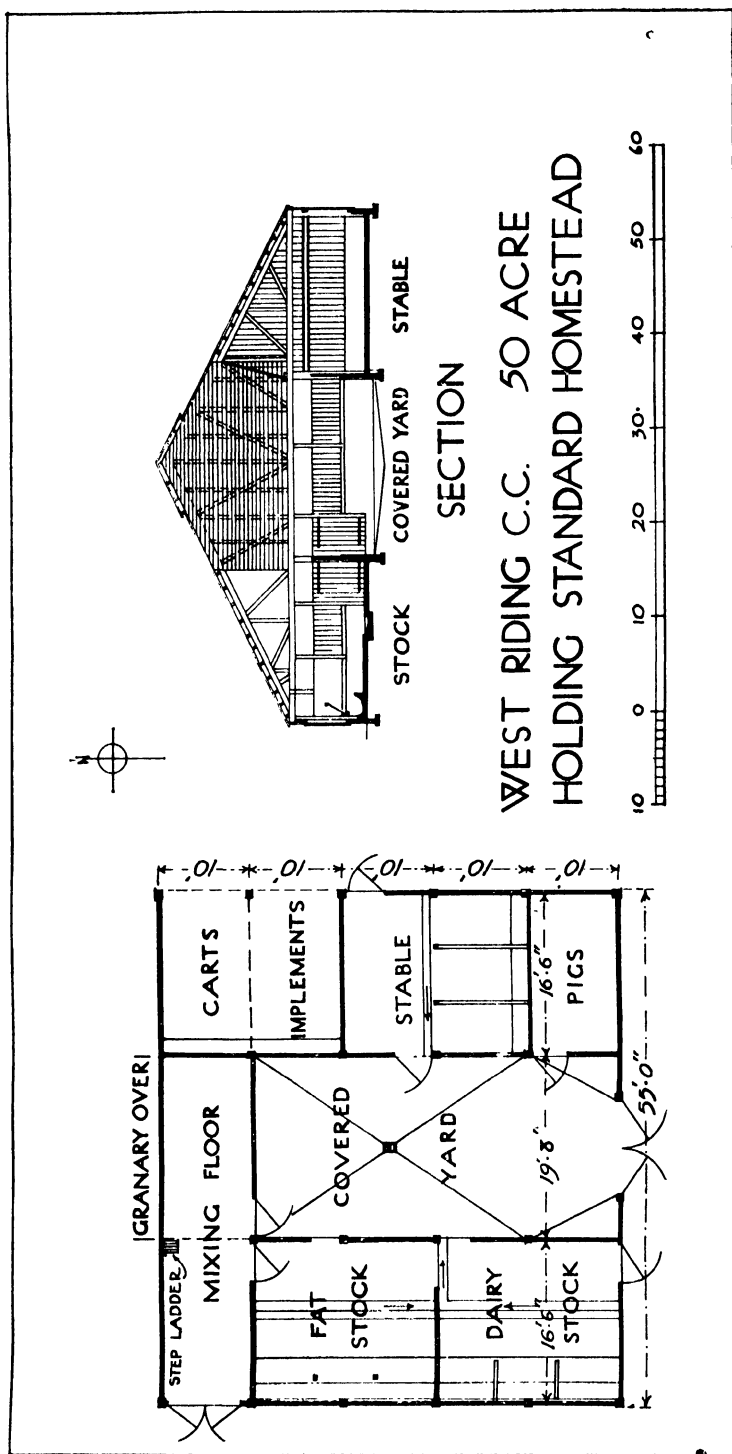 GRANARY OVER
STEP LADDER
MIXING FLOOR
CARTS
IMPLEMENTS
FAT
STOCK
COVERED
YARD
STABLE
DAIRY
STOCK
PIGS
10'
10'
10'
10'
10'
16'.6"
19'.8"
16'.6"
55'.0"
N
STOCK COVERED YARD STABLE
SECTION
WEST RIDING C.C. 50 ACRE
HOLDING STANDARD HOMESTEAD
10 0 10 20 30. 40 50 60